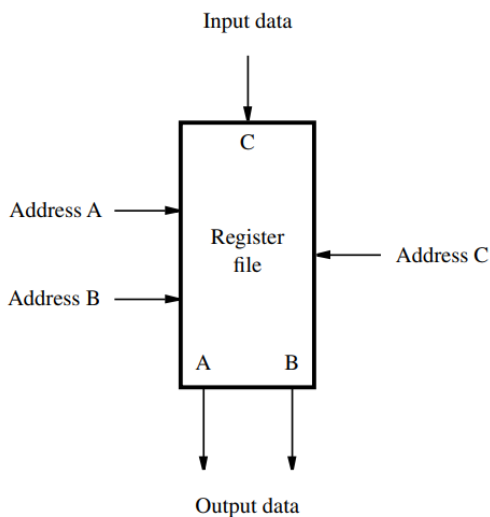 Input data
C
Address A
Register
file
Address C
Address B
A
B
Output data